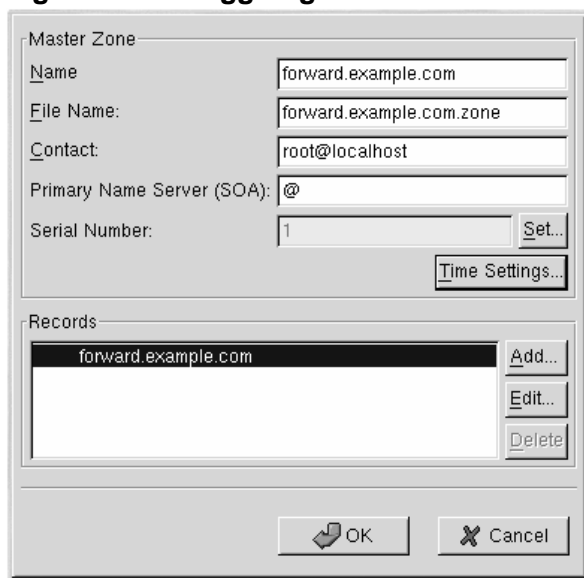 Master Zone
Name forward.example.com
File Name: forward.example.com.zone
Contact: root@localhost
Primary Name Server (SOA): @
Serial Number: 1 Set...
Time Settings...
Records
forward.example.com Add...
Edit...
Delete
OK Cancel